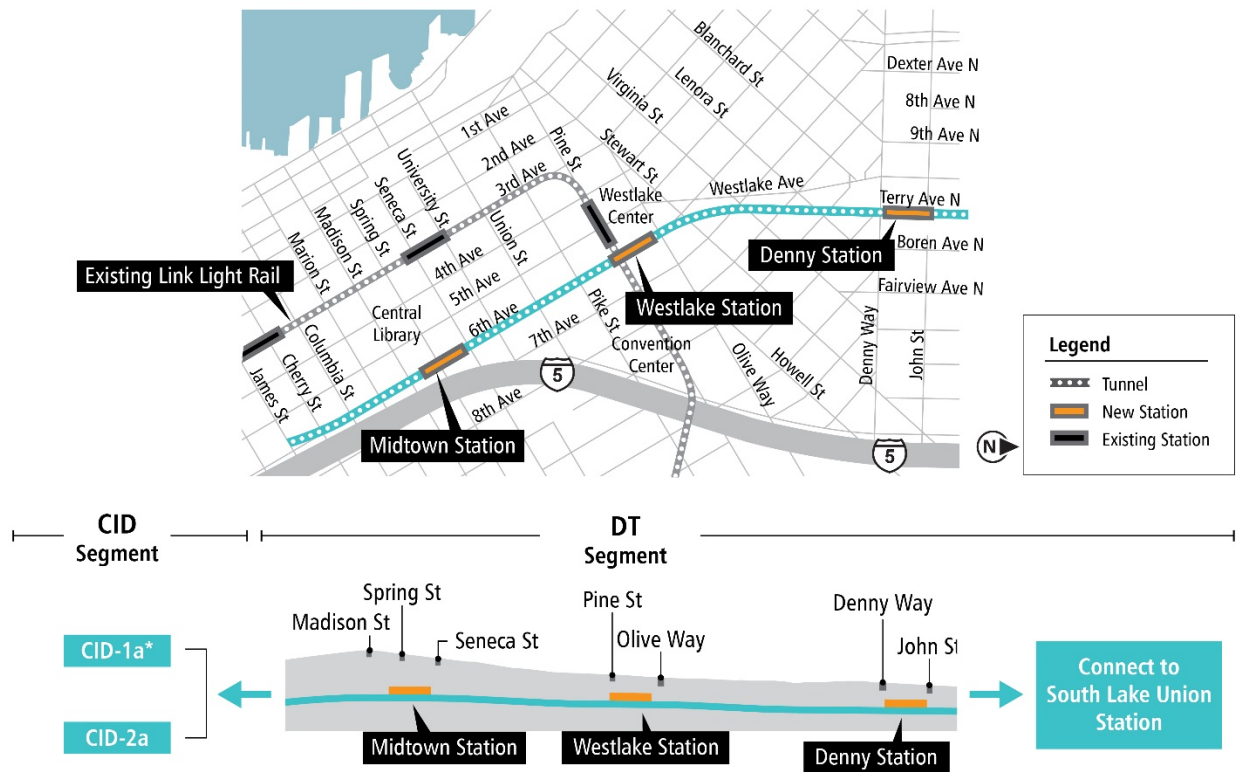 Blanchard St
Lenora St
Virginia St
Dexter Ave N
8th Ave N
9th Ave N
1st Ave
2nd Ave
3rd Ave
Pine St
Stewart St
Westlake Ave
Terry Ave N
Westlake
Center
University St
Seneca St
Spring St
Madison St
Marion St
Union St
Boren Ave N
Denny Station
Existing Link Light Rail
4th Ave
5th Ave
6th Ave
7th Ave
8th Ave
Westlake Station
Fairview Ave N
Central
Library
Pike St
Convention
Center
Columbia St
Cherry St
James St
Olive Way
Howell St
Denny Way
John St
5
5
Midtown Station
N
Legend
Tunnel
New Station
Existing Station
CID
Segment
DT
Segment
Spring St
Madison St
Seneca St
Pine St
Olive Way
Denny Way
John St
CID-1a*
CID-2a
Midtown Station
Westlake Station
Denny Station
Connect to
South Lake Union
Station